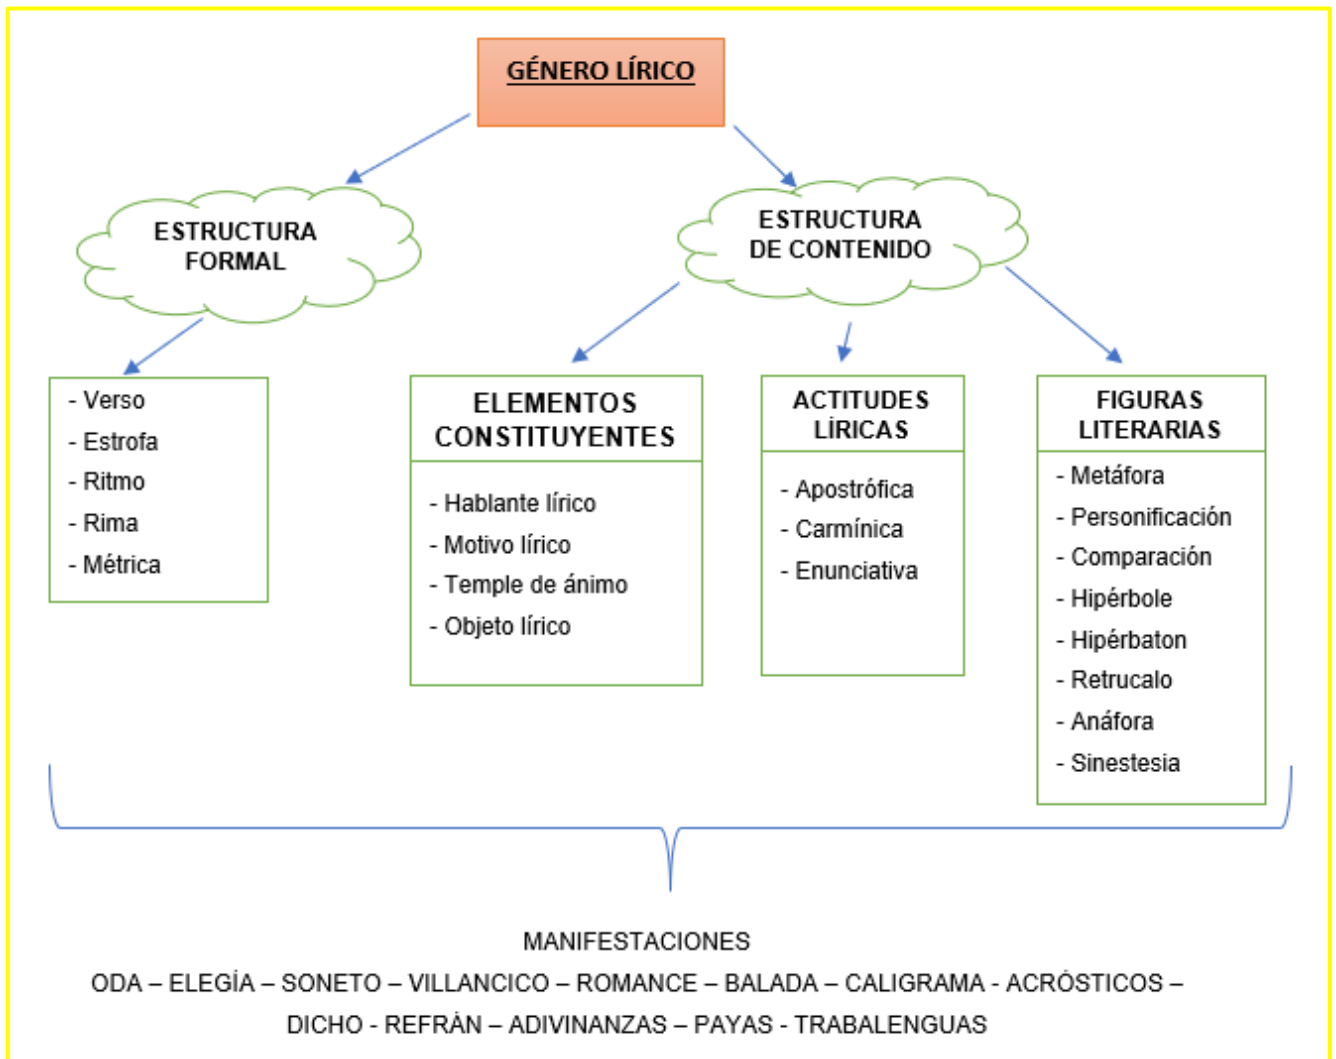 GÉNERO LÍRICO
ESTRUCTURA
FORMAL
ESTRUCTURA
DE CONTENIDO
- Verso
- Estrofa
- Ritmo
- Rima
- Métrica
ELEMENTOS
CONSTITUYENTES
- Hablante lírico
- Motivo lírico
- Temple de ánimo
- Objeto lírico
ACTITUDES
LÍRICAS
- Apostrófica
- Carmínica
- Enunciativa
FIGURAS
LITERARIAS
- Metáfora
- Personificación
- Comparación
- Hipérbole
- Hipérbaton
- Retrucalo
- Anáfora
- Sinestesia
MANIFESTACIONES
ODA – ELEGÍA – SONETO – VILLANCICO – ROMANCE – BALADA – CALIGRAMA - ACRÓSTICOS –
DICHO - REFRÁN – ADIVINANZAS – PAYAS - TRABALENGUAS